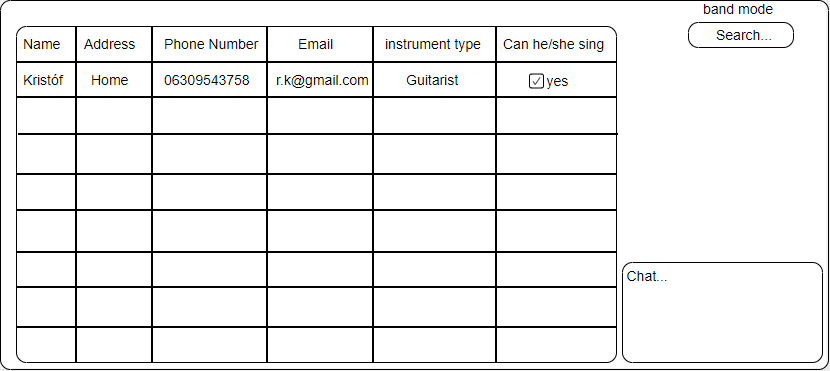 band mode
Search...
Name Address Phone Number Email instrument type Can he/she sing
Kristóf Home 06309543758 r.k@gmail.com Guitarist yes
Chat...